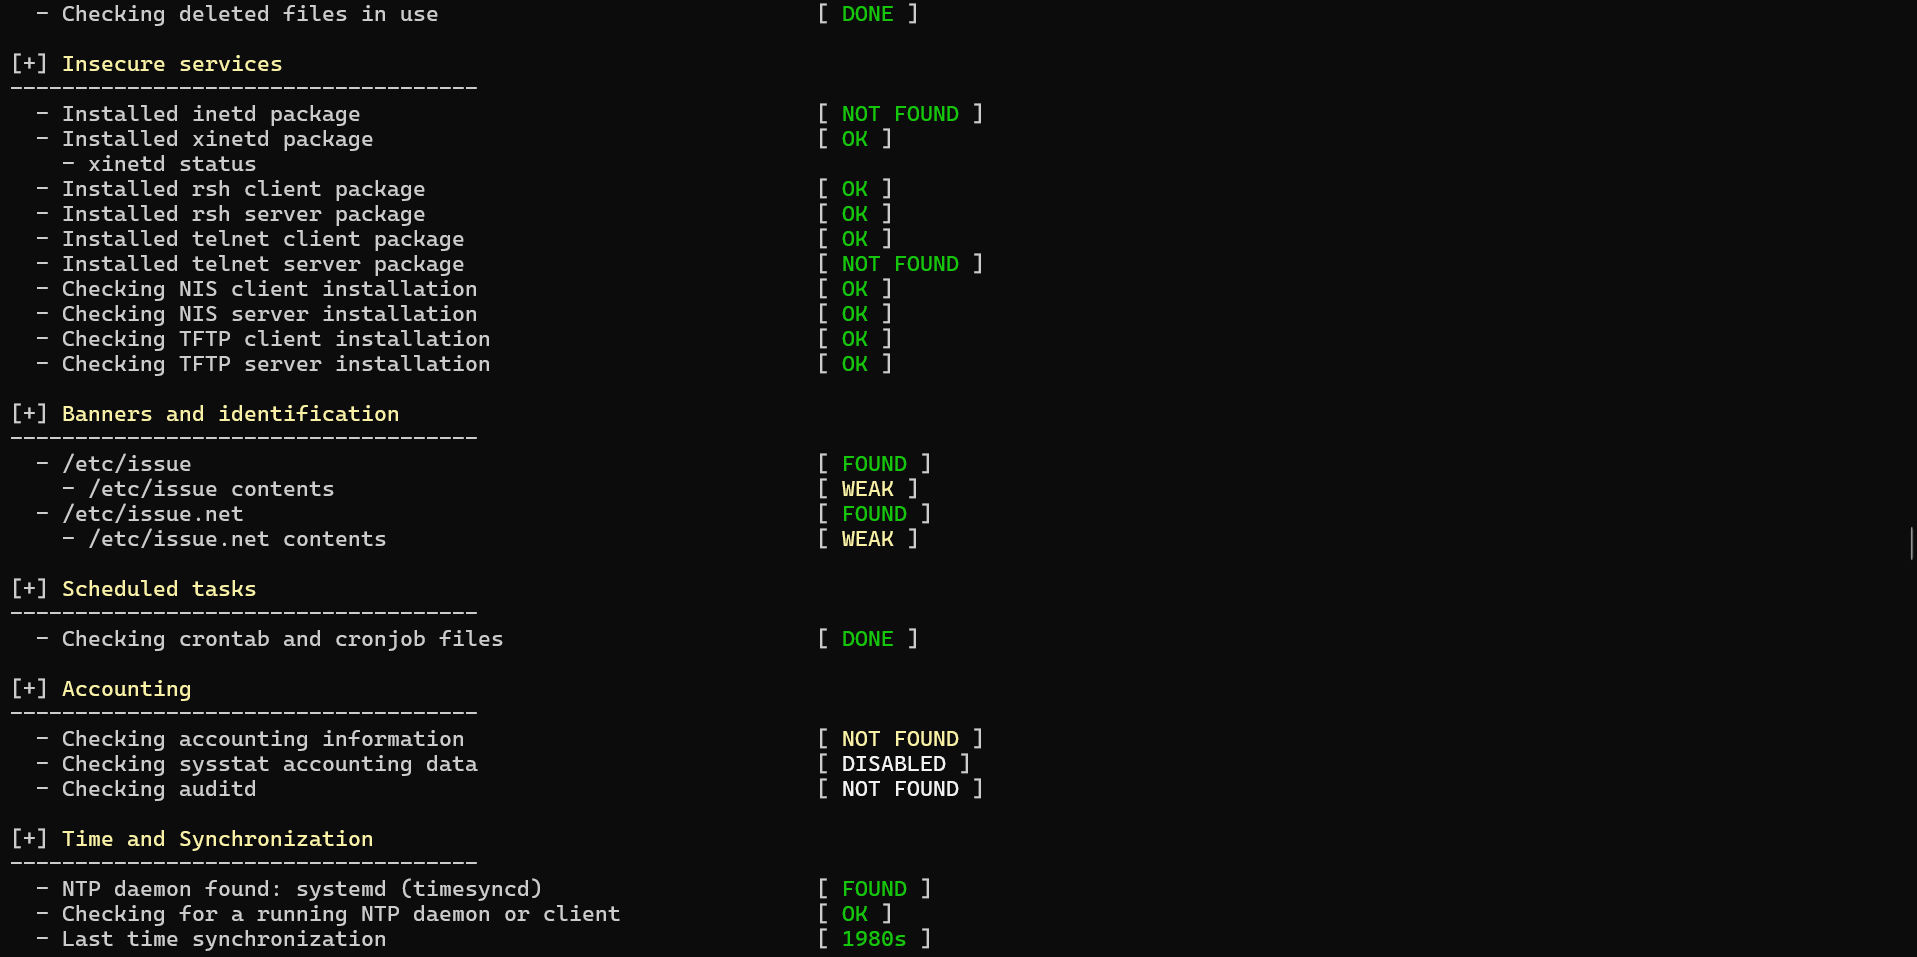 - Checking deleted files in use                             [ DONE ]

[+] Insecure services
------------------------------------
  - Installed inetd package                                   [ NOT FOUND ]
  - Installed xinetd package                                  [ OK ]
    - xinetd status
  - Installed rsh client package                              [ OK ]
  - Installed rsh server package                              [ OK ]
  - Installed telnet client package                           [ OK ]
  - Installed telnet server package                           [ NOT FOUND ]
  - Checking NIS client installation                          [ OK ]
  - Checking NIS server installation                          [ OK ]
  - Checking TFTP client installation                         [ OK ]
  - Checking TFTP server installation                         [ OK ]

[+] Banners and identification
------------------------------------
  - /etc/issue                                                [ FOUND ]
    - /etc/issue contents                                     [ WEAK ]
  - /etc/issue.net                                            [ FOUND ]
    - /etc/issue.net contents                                 [ WEAK ]

[+] Scheduled tasks
------------------------------------
  - Checking crontab and cronjob files                        [ DONE ]

[+] Accounting
------------------------------------
  - Checking accounting information                           [ NOT FOUND ]
  - Checking sysstat accounting data                          [ DISABLED ]
  - Checking auditd                                           [ NOT FOUND ]

[+] Time and Synchronization
------------------------------------
  - NTP daemon found: systemd (timesyncd)                     [ FOUND ]
  - Checking for a running NTP daemon or client               [ OK ]
  - Last time synchronization                                 [ 1980s ]